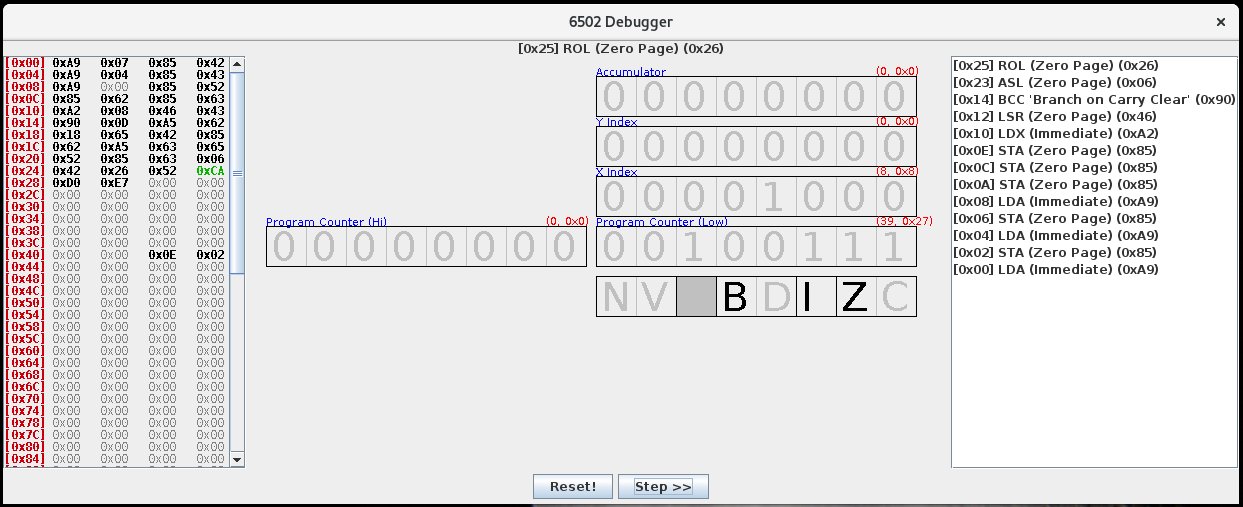 6502 Debugger ×
[0x25] ROL (Zero Page) (0x26)
[0x00] 0xA9 0x07 0x85 0x42
[0x04] 0xA9 0x04 0x85 0x43
[0x08] 0xA9 0x00 0x85 0x52
[0x0C] 0x85 0x62 0x85 0x63
[0x10] 0xA2 0x08 0x46 0x43
[0x14] 0x90 0x0D 0xA5 0x62
[0x18] 0x18 0x65 0x42 0x85
[0x1C] 0x62 0xA5 0x63 0x65
[0x20] 0x52 0x85 0x63 0x06
[0x24] 0x42 0x26 0x52 0xCA
[0x28] 0xD0 0xE7 0x00 0x00
[0x2C] 0x00 0x00 0x00 0x00
[0x30] 0x00 0x00 0x00 0x00
[0x34] 0x00 0x00 0x00 0x00
[0x38] 0x00 0x00 0x00 0x00
[0x3C] 0x00 0x00 0x00 0x00
[0x40] 0x00 0x00 0x0E 0x02
[0x44] 0x00 0x00 0x00 0x00
[0x48] 0x00 0x00 0x00 0x00
[0x4C] 0x00 0x00 0x00 0x00
[0x50] 0x00 0x00 0x00 0x00
[0x54] 0x00 0x00 0x00 0x00
[0x58] 0x00 0x00 0x00 0x00
[0x5C] 0x00 0x00 0x00 0x00
[0x60] 0x00 0x00 0x00 0x00
[0x64] 0x00 0x00 0x00 0x00
[0x68] 0x00 0x00 0x00 0x00
[0x6C] 0x00 0x00 0x00 0x00
[0x70] 0x00 0x00 0x00 0x00
[0x74] 0x00 0x00 0x00 0x00
[0x78] 0x00 0x00 0x00 0x00
[0x7C] 0x00 0x00 0x00 0x00
[0x80] 0x00 0x00 0x00 0x00
[0x84] 0x00 0x00 0x00 0x00
Accumulator (0, 0x0)
0 0 0 0 0 0 0 0
Y Index (0, 0x0)
0 0 0 0 0 0 0 0
X Index (8, 0x8)
0 0 0 0 1 0 0 0
Program Counter (Hi) (0, 0x0)
0 0 0 0 0 0 0 0
Program Counter (Low) (39, 0x27)
0 0 1 0 0 1 1 1
N V B D I Z C
[0x25] ROL (Zero Page) (0x26)
[0x23] ASL (Zero Page) (0x06)
[0x14] BCC 'Branch on Carry Clear' (0x90)
[0x12] LSR (Zero Page) (0x46)
[0x10] LDX (Immediate) (0xA2)
[0x0E] STA (Zero Page) (0x85)
[0x0C] STA (Zero Page) (0x85)
[0x0A] STA (Zero Page) (0x85)
[0x08] LDA (Immediate) (0xA9)
[0x06] STA (Zero Page) (0x85)
[0x04] LDA (Immediate) (0xA9)
[0x02] STA (Zero Page) (0x85)
[0x00] LDA (Immediate) (0xA9)
Reset! Step >>